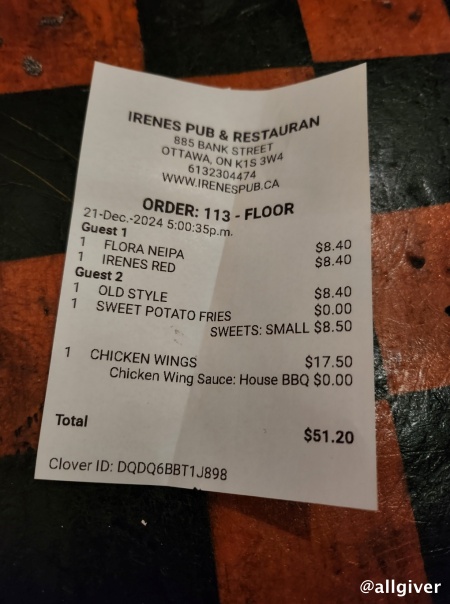 IRENES PUB & RESTAURAN
885 BANK STREET
OTTAWA, ON K1S 3W4
6132304474
WWW.IRENESPUB.CA
ORDER: 113 - FLOOR
21-Dec.-2024 5:00:35p.m.
Guest 1
1 FLORA NEIPA $8.40
1 IRENES RED $8.40
Guest 2
1 OLD STYLE $8.40
1 SWEET POTATO FRIES $0.00
SWEETS: SMALL $8.50
1 CHICKEN WINGS $17.50
Chicken Wing Sauce: House BBQ $0.00
Total $51.20
Clover ID: DQDQ6BBT1J898
@allgiver